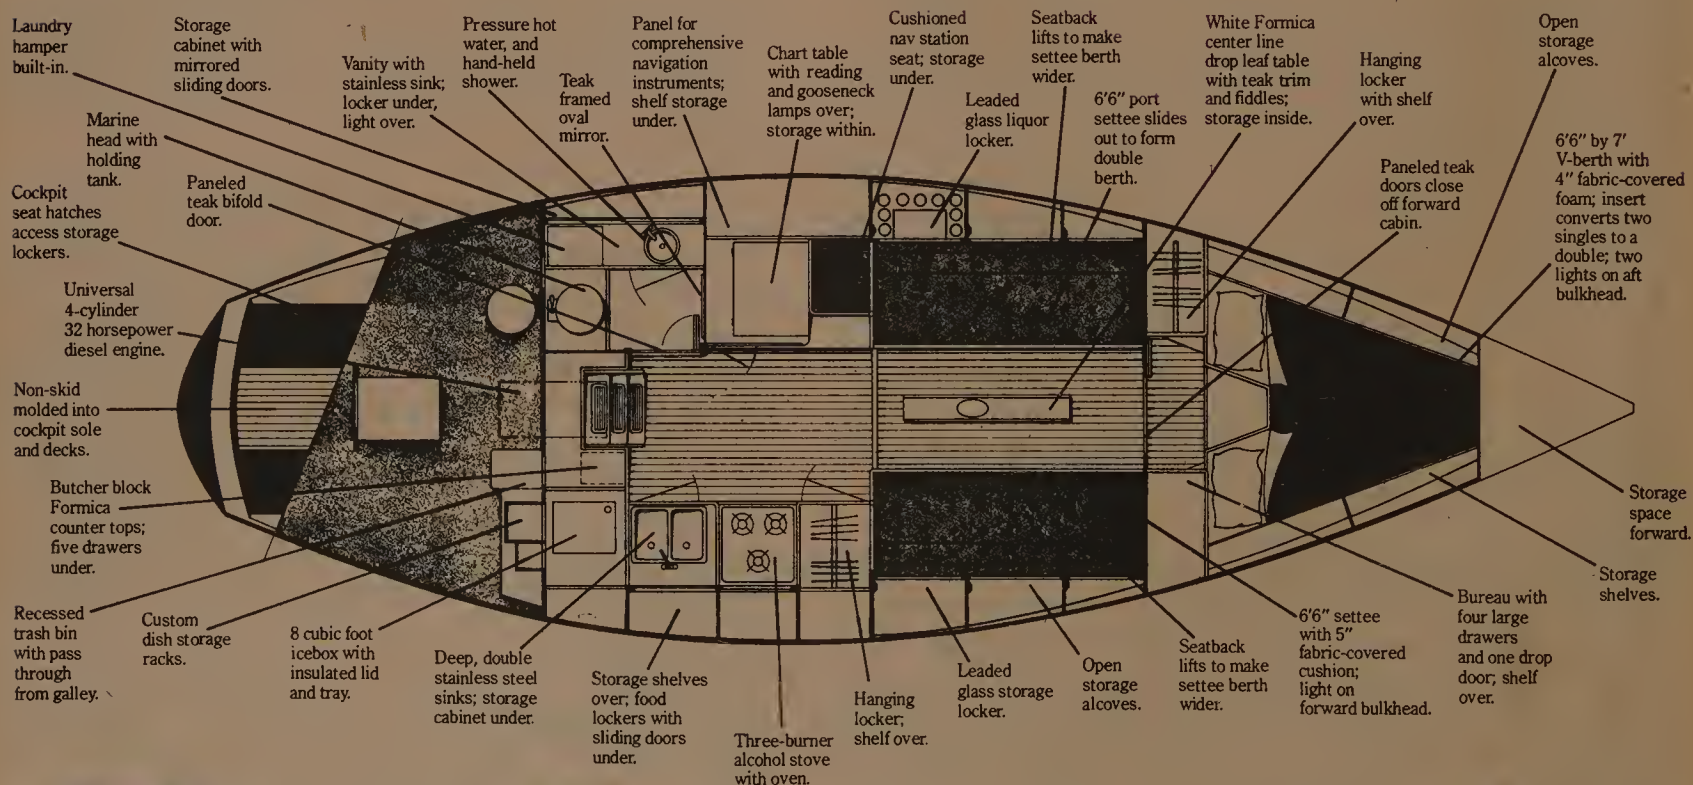 Laundry
hamper
built-in.
Storage
cabinet with
mirrored
sliding doors.
Vanity with
stainless sink;
locker under,
light over.
Pressure hot
water, and
hand-held
shower.
Teak
framed
oval
mirror.
Panel for
comprehensive
navigation
instruments;
shelf storage
under.
Chart table
with reading
and gooseneck
lamps over;
storage within.
Cushioned
nav station
seat; storage
under.
Leaded
glass liquor
locker.
Seatback
lifts to make
settee berth
wider.
6'6" port
settee slides
out to form
double
berth.
White Formica
center line
drop leaf table
with teak trim
and fiddles;
storage inside.
Hanging
locker
with shelf
over.
Open
storage
alcoves.
Paneled teak
doors close
off forward
cabin.
6'6" by 7'
V-berth with
4" fabric-covered
foam; insert
converts two
singles to a
double; two
lights on aft
bulkhead.
Marine
head with
holding
tank.
Paneled
teak bifold
door.
Cockpit
seat hatches
access storage
lockers.
Universal
4-cylinder
32 horsepower
diesel engine.
Non-skid
molded into
cockpit sole
and decks.
Butcher block
Formica
counter tops;
five drawers
under.
Recessed
trash bin
with pass
through
from galley.
Custom
dish storage
racks.
8 cubic foot
icebox with
insulated lid
and tray.
Deep, double
stainless steel
sinks; storage
cabinet under.
Storage shelves
over; food
lockers with
sliding doors
under.
Three-burner
alcohol stove
with oven.
Hanging
locker;
shelf over.
Leaded
glass storage
locker.
Open
storage
alcoves.
Seatback
lifts to make
settee berth
wider.
6'6" settee
with 5"
fabric-covered
cushion;
light on
forward bulkhead.
Bureau with
four large
drawers
and one drop
door; shelf
over.
Storage
shelves.
Storage
space
forward.